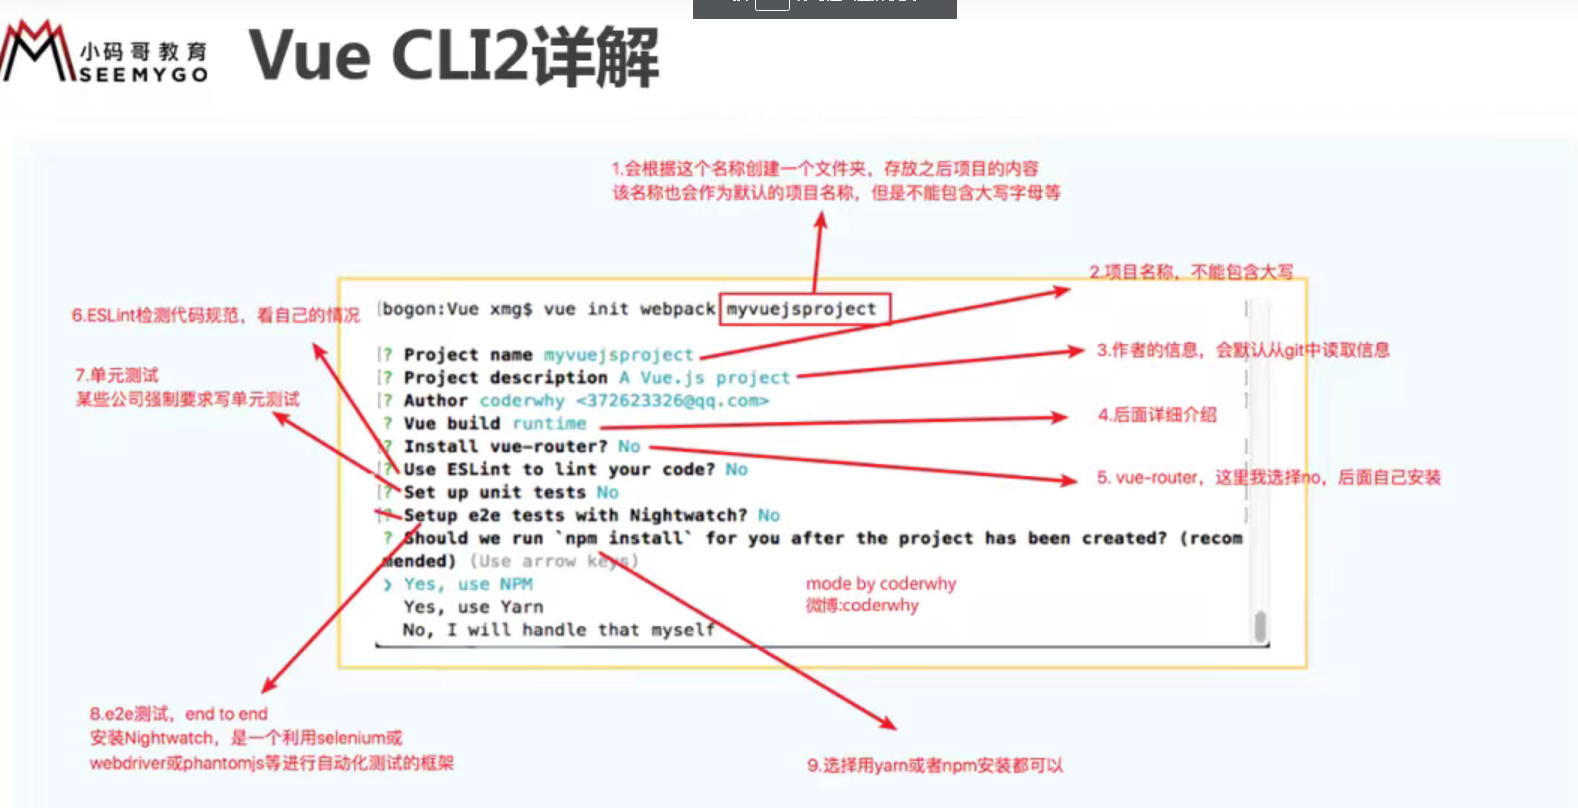 小码哥教育
SEEMYGO
Vue CLI2详解
1.会根据这个名称创建一个文件夹，存放之后项目的内容
该名称也会作为默认的项目名称，但是不能包含大写字母等
2.项目名称，不能包含大写
6.ESLint检测代码规范，看自己的情况
[bogon:Vue xmg$ vue init webpack myvuejsproject ]
[? Project name myvuejsproject
3.作者的信息，会默认从git中读取信息
7.单元测试
某些公司强制要求写单元测试
[? Project description A Vue.js project ]
[? Author coderwhy <372623326@qq.com> ]
4.后面详细介绍
? Vue build runtime
[? Install vue-router? No ]
[? Use ESLint to lint your code? No
5. vue-router，这里我选择no，后面自己安装
[? Set up unit tests No ]
[? Setup e2e tests with Nightwatch? No ]
? Should we run `npm install` for you after the project has been created? (recom
mended) (Use arrow keys)
❯ Yes, use NPM
Yes, use Yarn
No, I will handle that myself
mode by coderwhy
微博:coderwhy
8.e2e测试，end to end
安装Nightwatch，是一个利用selenium或
webdriver或phantomjs等进行自动化测试的框架
9.选择用yarn或者npm安装都可以